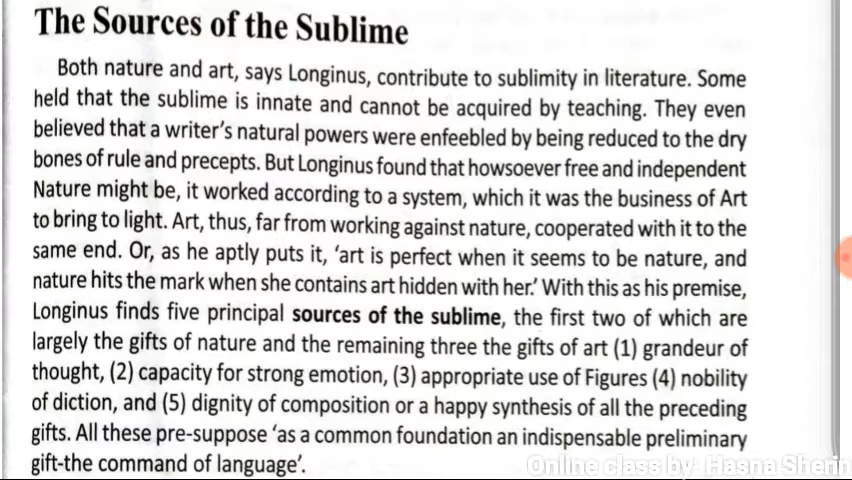 The Sources of the Sublime
Both nature and art, says Longinus, contribute to sublimity in literature. Some
held that the sublime is innate and cannot be acquired by teaching. They even
believed that a writer's natural powers were enfeebled by being reduced to the dry
bones of rule and precepts. But Longinus found that howsoever free and independent
Nature might be, it worked according to a system, which it was the business of Art
to bring to light. Art, thus, far from working against nature, cooperated with it to the
same end. Or, as he aptly puts it, 'art is perfect when it seems to be nature, and
nature hits the mark when she contains art hidden with her.' With this as his premise,
Longinus finds five principal sources of the sublime, the first two of which are
largely the gifts of nature and the remaining three the gifts of art (1) grandeur of
thought, (2) capacity for strong emotion, (3) appropriate use of Figures (4) nobility
of diction, and (5) dignity of composition or a happy synthesis of all the preceding
gifts. All these pre-suppose 'as a common foundation an indispensable preliminary
gift-the command of language'.
Online class by Hasna Sherin